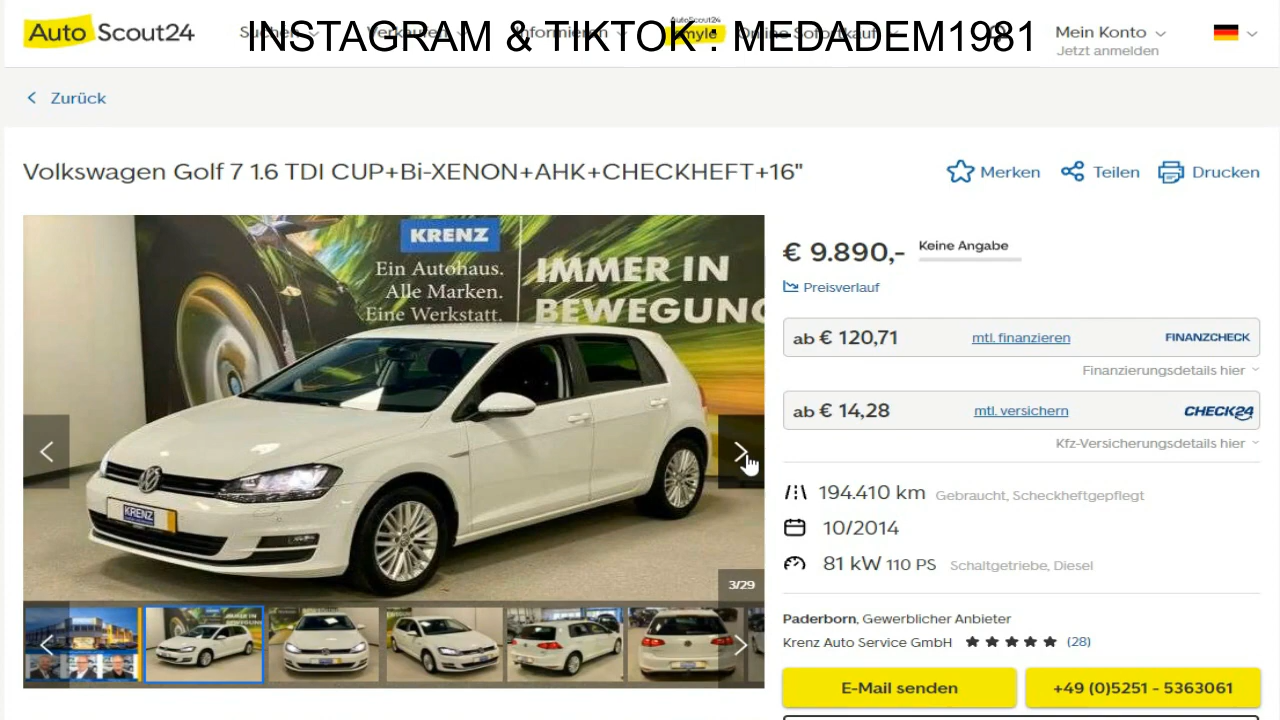 Auto Scout24
INSTAGRAM & TIKTOK : MEDADEM1981
Mein Konto
Jetzt anmelden
Zurück
Volkswagen Golf 7 1.6 TDI CUP+Bi-XENON+AHK+CHECKHEFT+16"
Merken
Teilen
Drucken
KRENZ
Ein Autohaus.
Alle Marken.
Eine Werkstatt.
IMMER IN
BEWEGUNG
KRENZ
3/29
€ 9.890,-
Keine Angabe
Preisverlauf
ab € 120,71 mtl. finanzieren FINANZCHECK
Finanzierungsdetails hier
ab € 14,28 mtl. versichern CHECK24
Kfz-Versicherungsdetails hier
194.410 km Gebraucht, Scheckheftgepflegt
10/2014
81 kW 110 PS Schaltgetriebe, Diesel
Paderborn, Gewerblicher Anbieter
Krenz Auto Service GmbH (28)
E-Mail senden
+49 (0)5251 - 5363061